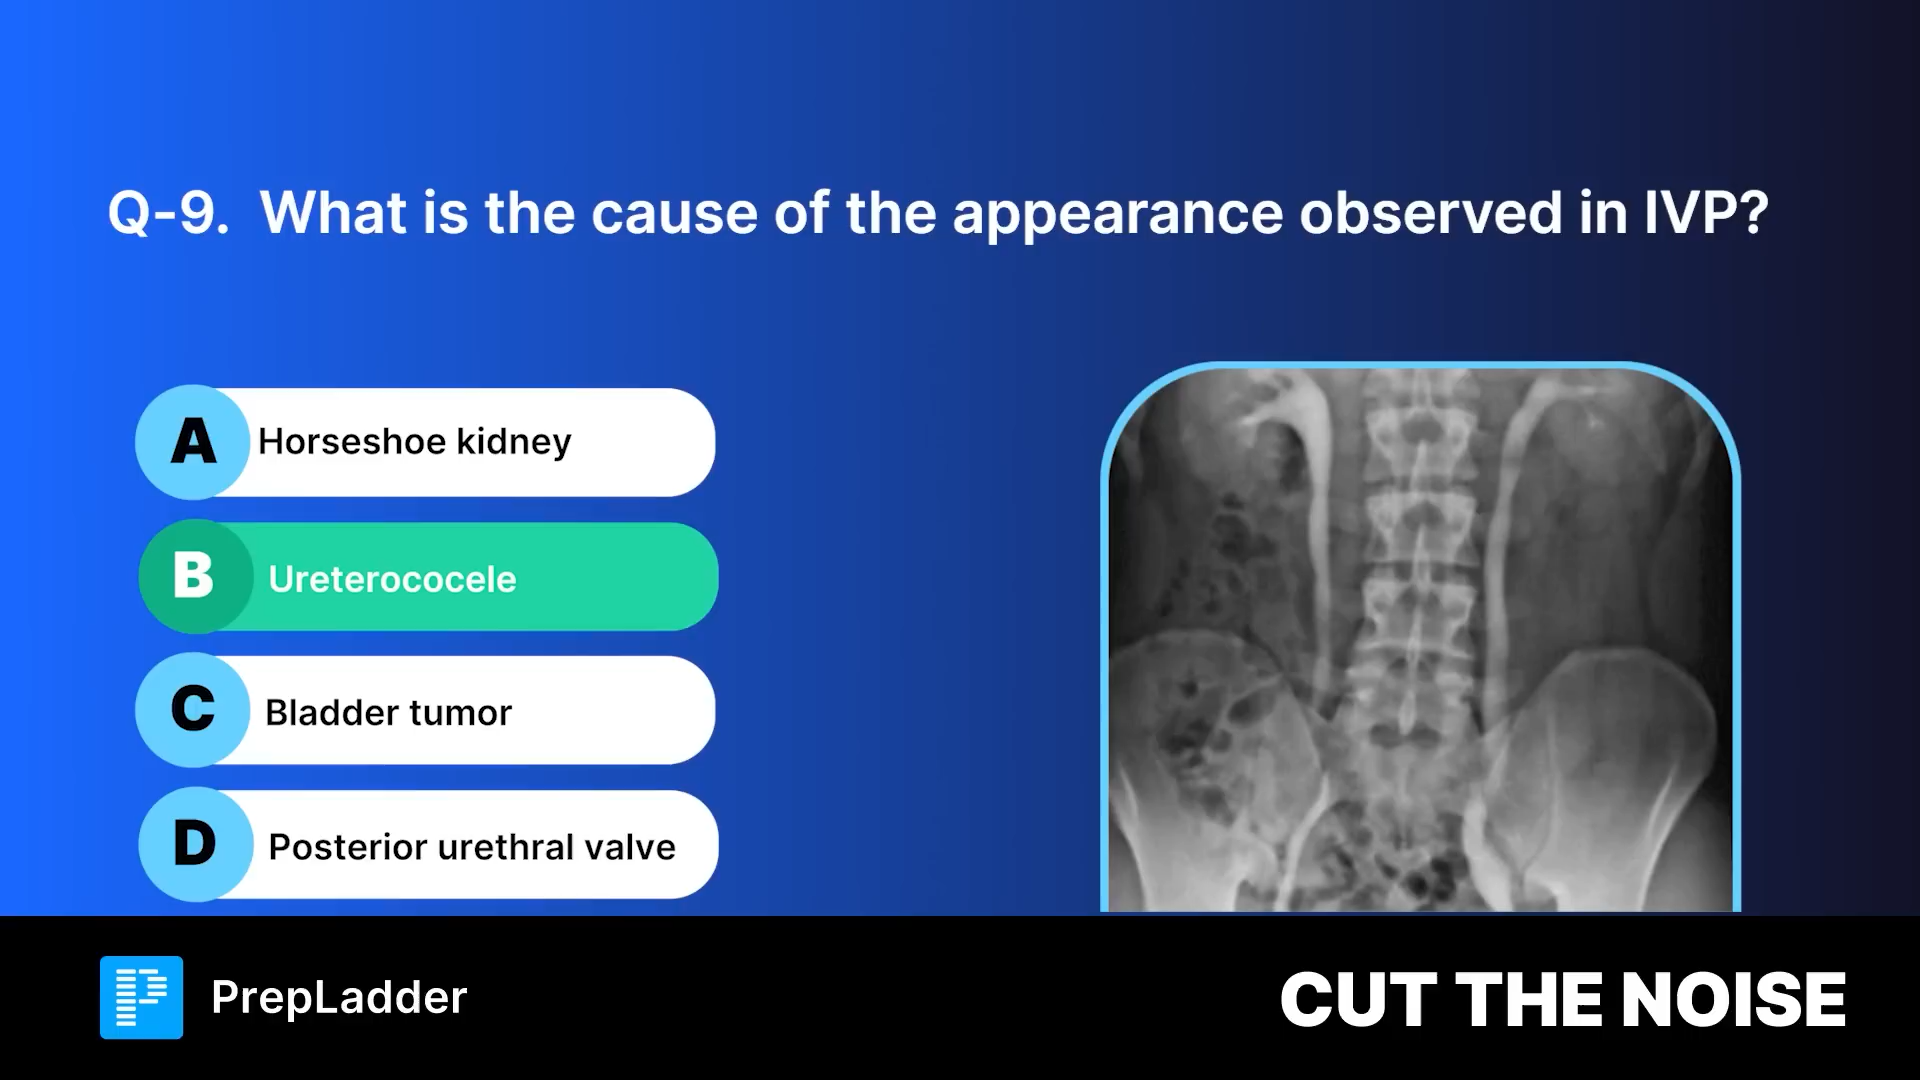 Q-9. What is the cause of the appearance observed in IVP?
A Horseshoe kidney
B Ureterococele
C Bladder tumor
D Posterior urethral valve
PrepLadder
CUT THE NOISE